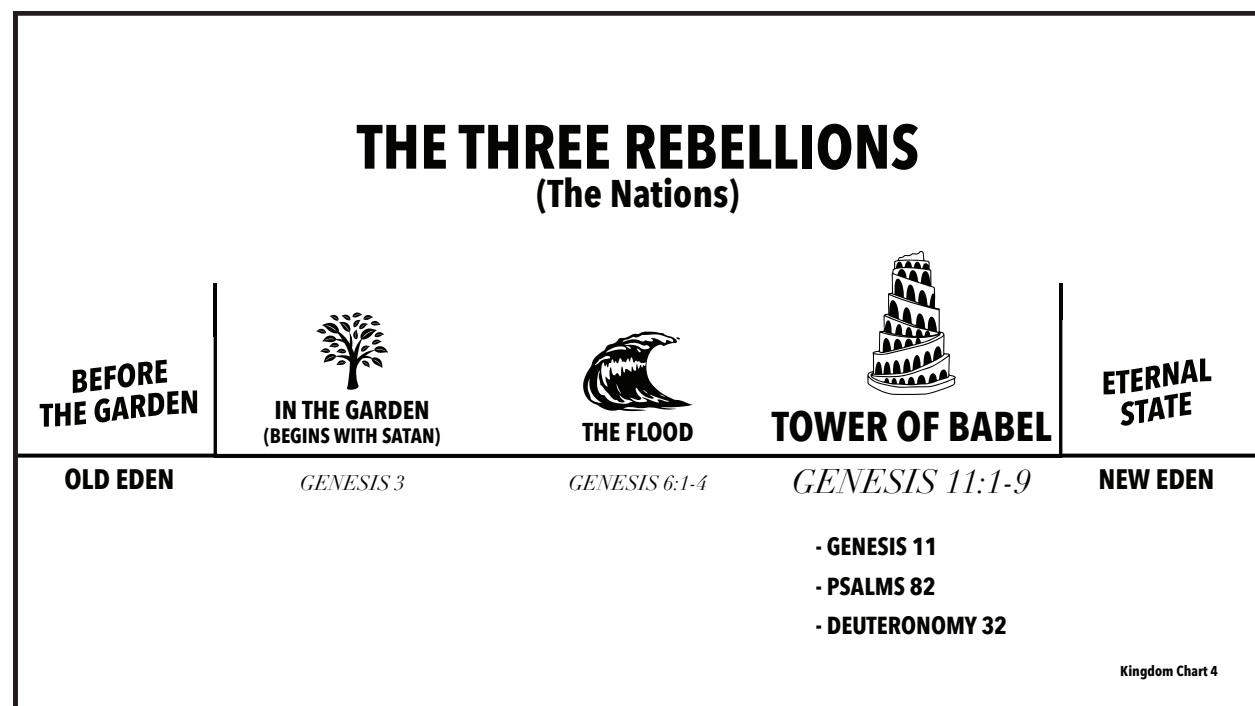 THE THREE REBELLIONS
(The Nations)
BEFORE
THE GARDEN
IN THE GARDEN
(BEGINS WITH SATAN)
THE FLOOD
TOWER OF BABEL
ETERNAL
STATE
OLD EDEN
GENESIS 3
GENESIS 6:1-4
GENESIS 11:1-9
NEW EDEN
- GENESIS 11
- PSALMS 82
- DEUTERONOMY 32
Kingdom Chart 4